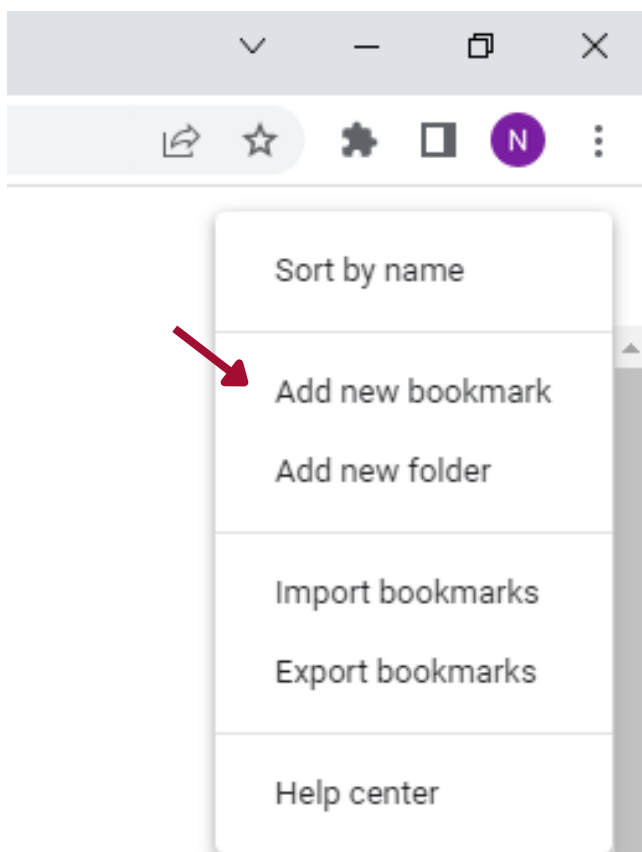 N
Sort by name
Add new bookmark
Add new folder
Import bookmarks
Export bookmarks
Help center